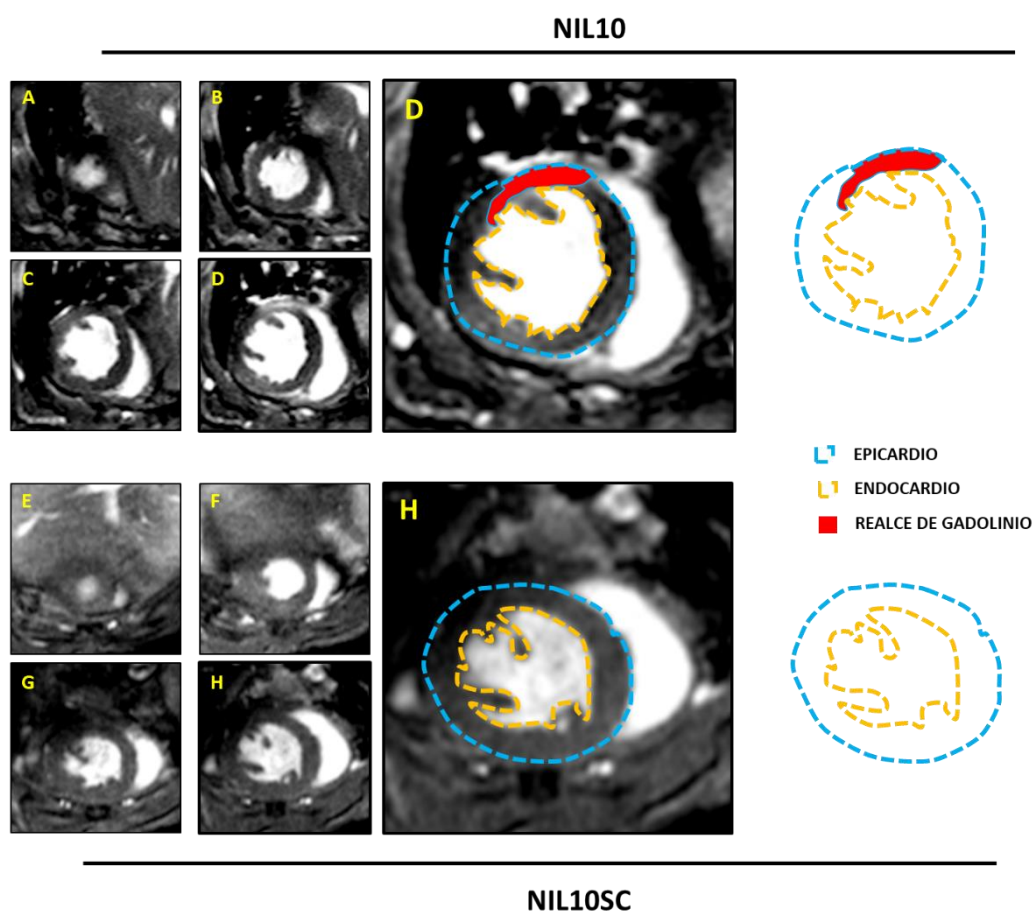 NIL10
A
B
C
D
D
EPICARDIO
ENDOCARDIO
REALCE DE GADOLINIO
E
F
G
H
H
NIL10SC